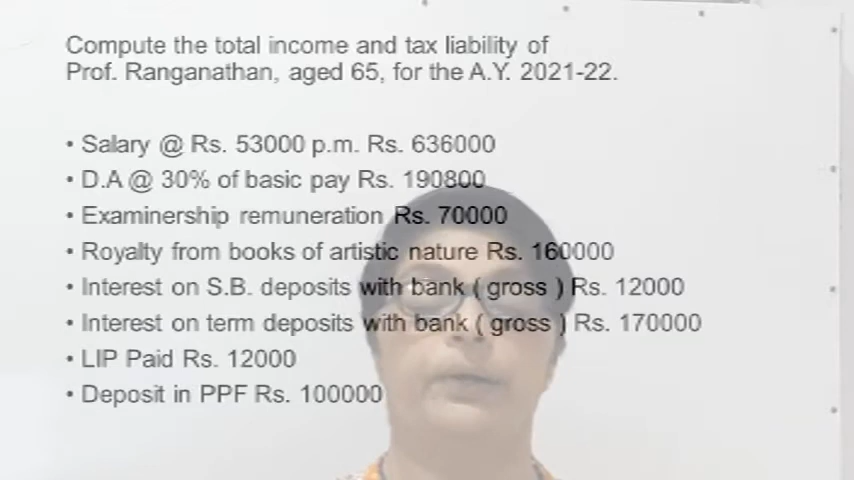 Compute the total income and tax liability of
Prof. Ranganathan, aged 65, for the A.Y. 2021-22.
• Salary @ Rs. 53000 p.m. Rs. 636000
• D.A @ 30% of basic pay Rs. 190800
• Examinership remuneration Rs. 70000
• Royalty from books of artistic nature Rs. 160000
• Interest on S.B. deposits with bank ( gross ) Rs. 12000
• Interest on term deposits with bank ( gross ) Rs. 170000
• LIP Paid Rs. 12000
• Deposit in PPF Rs. 100000